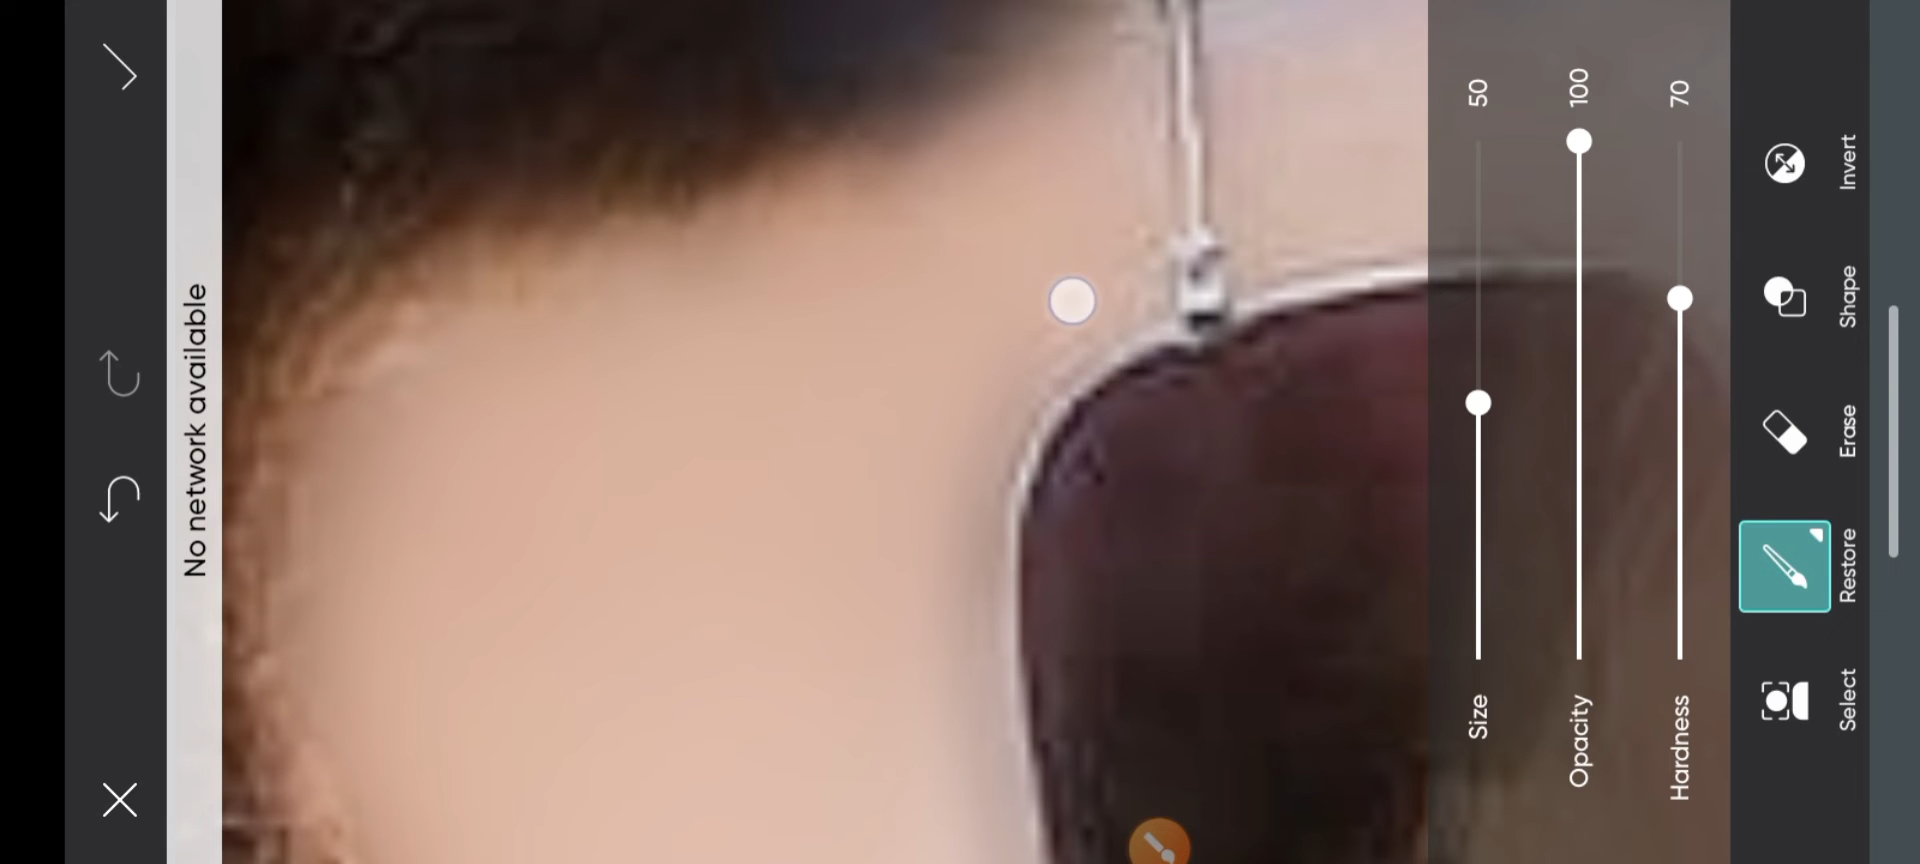 No network available
Size 50
Opacity 100
Hardness 70
Select
Restore
Erase
Shape
Invert